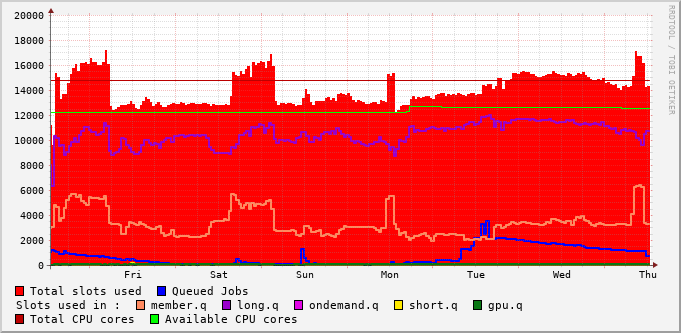 20000
18000
16000
14000
12000
10000
8000
6000
4000
2000
0
Fri Sat Sun Mon Tue Wed Thu
RRDTOOL / TOBI OETIKER
Total slots used Queued Jobs
Slots used in : member.q long.q ondemand.q short.q gpu.q
Total CPU cores Available CPU cores